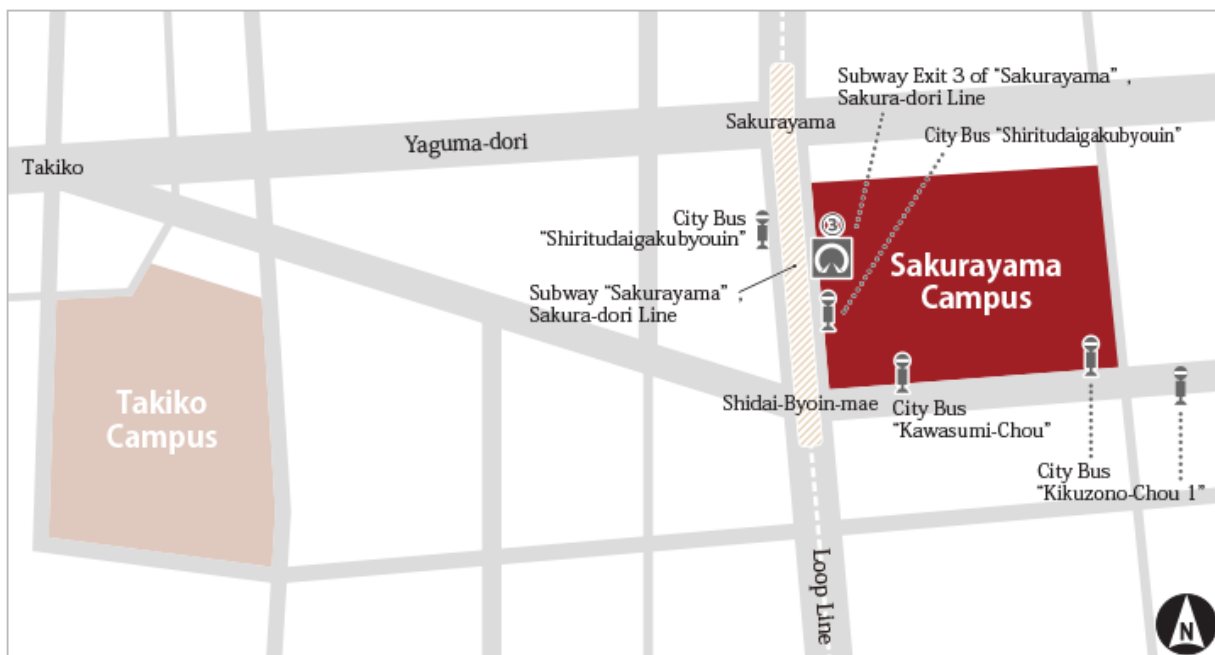 Subway Exit 3 of "Sakurayama" ,
Sakura-dori Line
Sakurayama
City Bus "Shiritudaigakubyouin"
Yaguma-dori
Takiko
City Bus
"Shiritudaigakubyouin"
3
Sakurayama
Campus
Subway "Sakurayama" ,
Sakura-dori Line
Takiko
Campus
Shidai-Byoin-mae
City Bus
"Kawasumi-Chou"
City Bus
"Kikuzono-Chou 1"
Loop Line
N